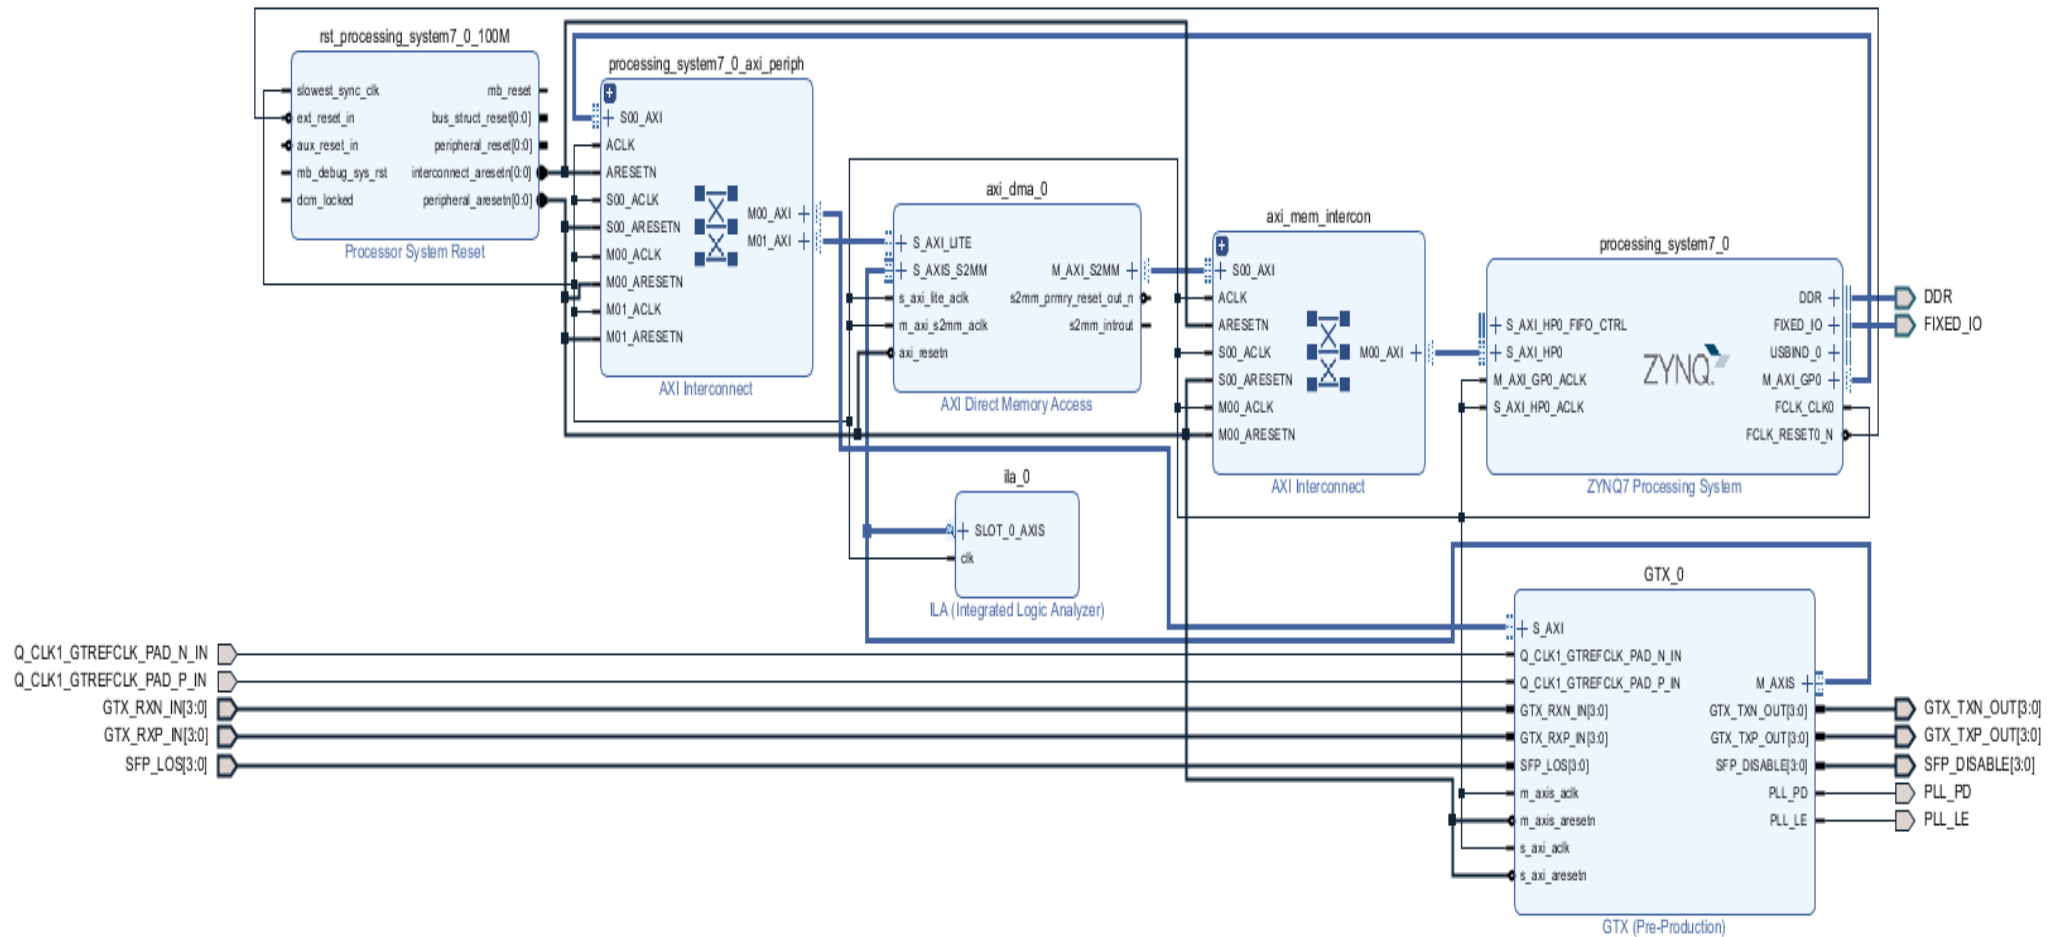 rst_processing_system7_0_100M
slowest_sync_clk
ext_reset_in
aux_reset_in
mb_debug_sys_rst
dcm_locked
mb_reset
bus_struct_reset[0:0]
peripheral_reset[0:0]
interconnect_aresetn[0:0]
peripheral_aresetn[0:0]
Processor System Reset
processing_system7_0_axi_periph
S00_AXI
ACLK
ARESETN
S00_ACLK
S00_ARESETN
M00_ACLK
M00_ARESETN
M01_ACLK
M01_ARESETN
M00_AXI
M01_AXI
AXI Interconnect
axi_dma_0
S_AXI_LITE
S_AXIS_S2MM
s_axi_lite_aclk
m_axi_s2mm_aclk
axi_resetn
M_AXI_S2MM
s2mm_prmry_reset_out_n
s2mm_introut
AXI Direct Memory Access
axi_mem_intercon
S00_AXI
ACLK
ARESETN
S00_ACLK
S00_ARESETN
M00_ACLK
M00_ARESETN
M00_AXI
AXI Interconnect
processing_system7_0
S_AXI_HP0_FIFO_CTRL
S_AXI_HP0
M_AXI_GP0_ACLK
S_AXI_HP0_ACLK
ZYNQ
DDR
FIXED_IO
USBIND_0
M_AXI_GP0
FCLK_CLK0
FCLK_RESET0_N
ZYNQ7 Processing System
DDR
FIXED_IO
ila_0
SLOT_0_AXIS
clk
ILA (Integrated Logic Analyzer)
Q_CLK1_GTREFCLK_PAD_N_IN
Q_CLK1_GTREFCLK_PAD_P_IN
GTX_RXN_IN[3:0]
GTX_RXP_IN[3:0]
SFP_LOS[3:0]
GTX_0
S_AXI
Q_CLK1_GTREFCLK_PAD_N_IN
Q_CLK1_GTREFCLK_PAD_P_IN
GTX_RXN_IN[3:0]
GTX_RXP_IN[3:0]
SFP_LOS[3:0]
m_axis_aclk
m_axis_aresetn
s_axi_aclk
s_axi_aresetn
M_AXIS
GTX_TXN_OUT[3:0]
GTX_TXP_OUT[3:0]
SFP_DISABLE[3:0]
PLL_PD
PLL_LE
GTX (Pre-Production)
GTX_TXN_OUT[3:0]
GTX_TXP_OUT[3:0]
SFP_DISABLE[3:0]
PLL_PD
PLL_LE